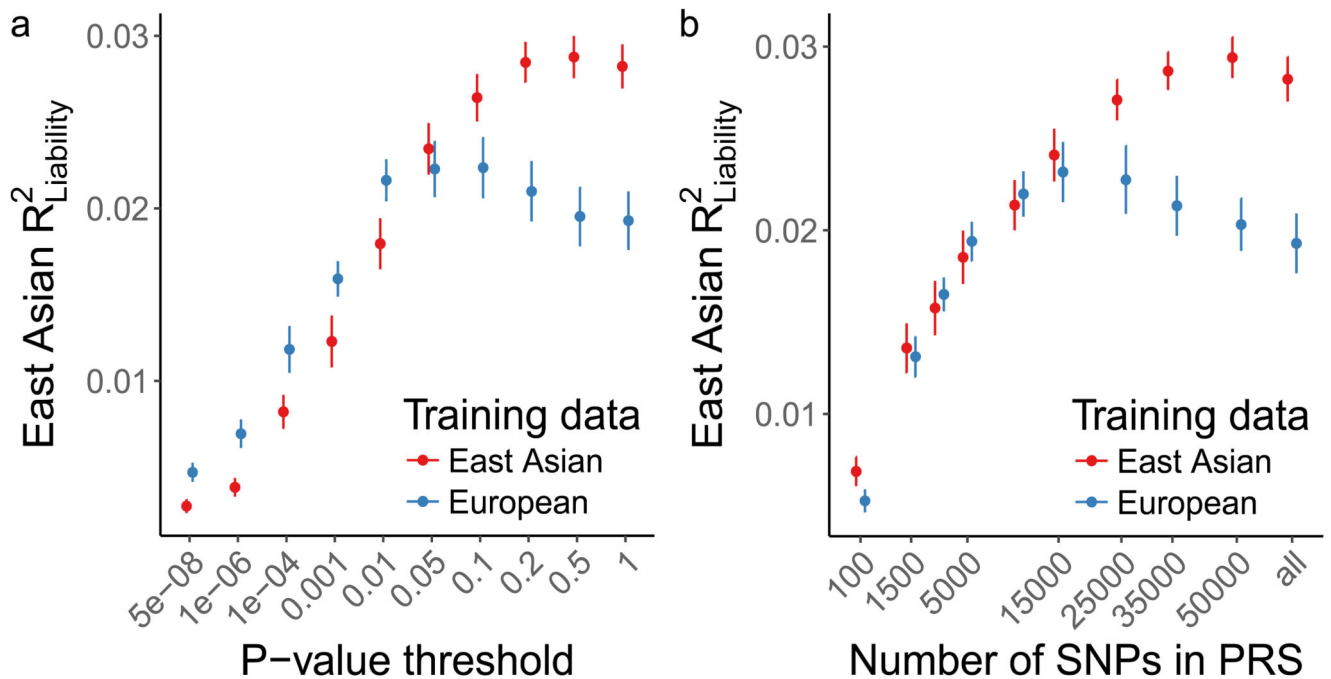 a
0.03
0.02
0.01
East Asian R²Liability
5e−08
1e−06
1e−04
0.001
0.01
0.05
0.1
0.2
0.5
1
P−value threshold
Training data
East Asian
European
b
0.03
0.02
0.01
East Asian R²Liability
100
1500
5000
15000
25000
35000
50000
all
Number of SNPs in PRS
Training data
East Asian
European